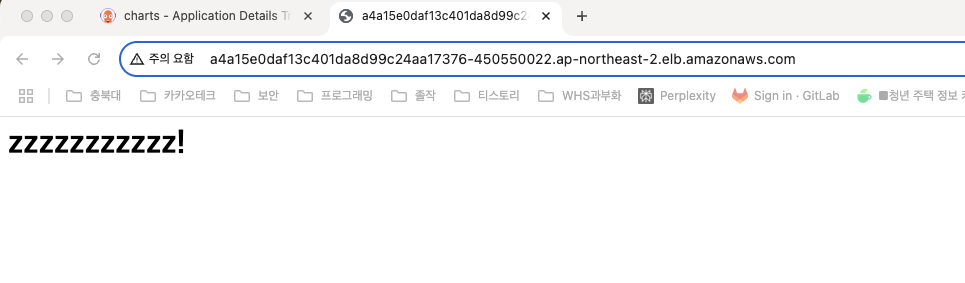 charts - Application Details Tr
a4a15e0daf13c401da8d99c2
주의 요함 a4a15e0daf13c401da8d99c24aa17376-450550022.ap-northeast-2.elb.amazonaws.com
충북대 카카오테크 보안 프로그래밍 졸작 티스토리 WHS과부화 Perplexity Sign in · GitLab ■청년 주택 정보
zzzzzzzzzzz!